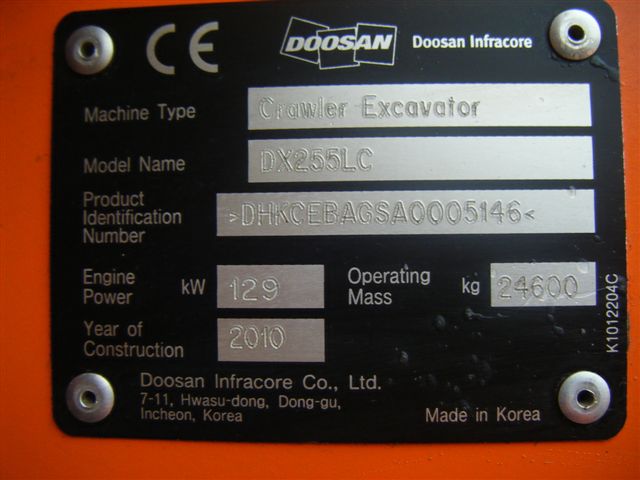 CE DOOSAN Doosan Infracore
Machine Type Crawler Excavator
Model Name DX255LC
Product
Identification
Number >DHKCEBAGSA0005146<
Engine
Power kW 129 Operating
Mass kg 24600
Year of
Construction 2010
K1012204C
Doosan Infracore Co., Ltd.
7-11, Hwasu-dong, Dong-gu,
Incheon, Korea Made in Korea